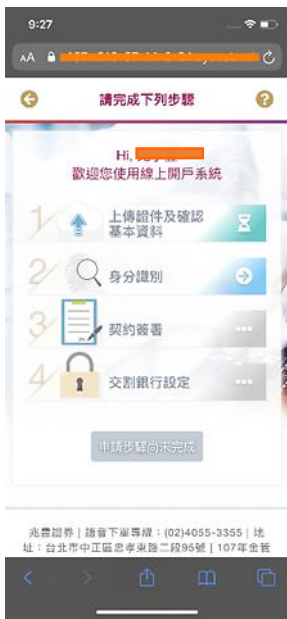 9:27
AA
請完成下列步驟
?
Hi,
歡迎您使用線上開戶系統
1 上傳證件及確認
基本資料
2 身分識別
3 契約簽署
4 交割銀行設定
申請步驟尚未完成
兆豐證券 | 語音下單專線：(02)4055-3355 | 地
址：台北市中正區忠孝東路二段95號 | 107年金管